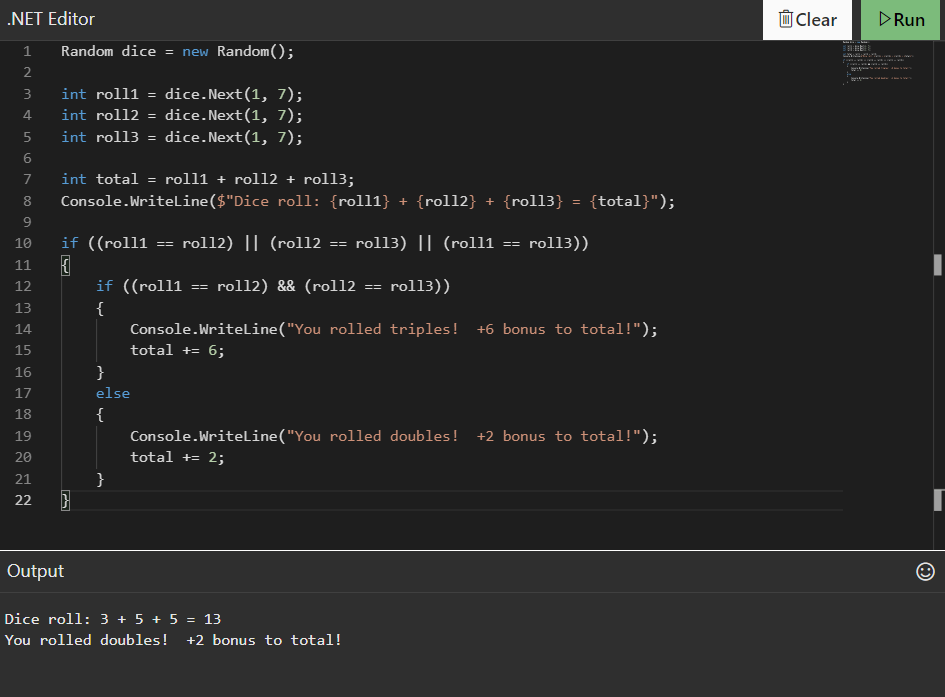 .NET Editor
Clear
Run
1 Random dice = new Random();
2
3 int roll1 = dice.Next(1, 7);
4 int roll2 = dice.Next(1, 7);
5 int roll3 = dice.Next(1, 7);
6
7 int total = roll1 + roll2 + roll3;
8 Console.WriteLine($"Dice roll: {roll1} + {roll2} + {roll3} = {total}");
9
10 if ((roll1 == roll2) || (roll2 == roll3) || (roll1 == roll3))
11 {
12     if ((roll1 == roll2) && (roll2 == roll3))
13     {
14         Console.WriteLine("You rolled triples!  +6 bonus to total!");
15         total += 6;
16     }
17     else
18     {
19         Console.WriteLine("You rolled doubles!  +2 bonus to total!");
20         total += 2;
21     }
22 }
Output
Dice roll: 3 + 5 + 5 = 13
You rolled doubles!  +2 bonus to total!